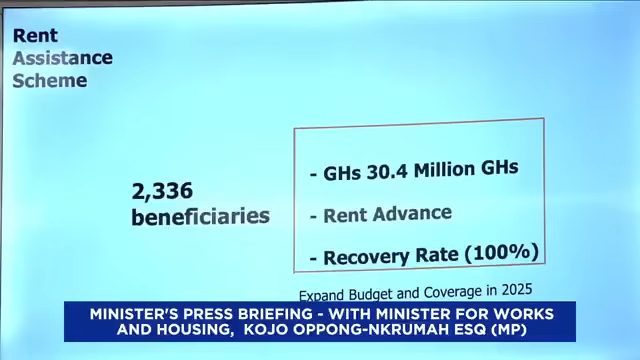 Rent
Assistance
Scheme
2,336
beneficiaries
- GHs 30.4 Million GHs
- Rent Advance
- Recovery Rate (100%)
Expand Budget and Coverage in 2025
MINISTER'S PRESS BRIEFING - WITH MINISTER FOR WORKS
AND HOUSING, KOJO OPPONG-NKRUMAH ESQ (MP)